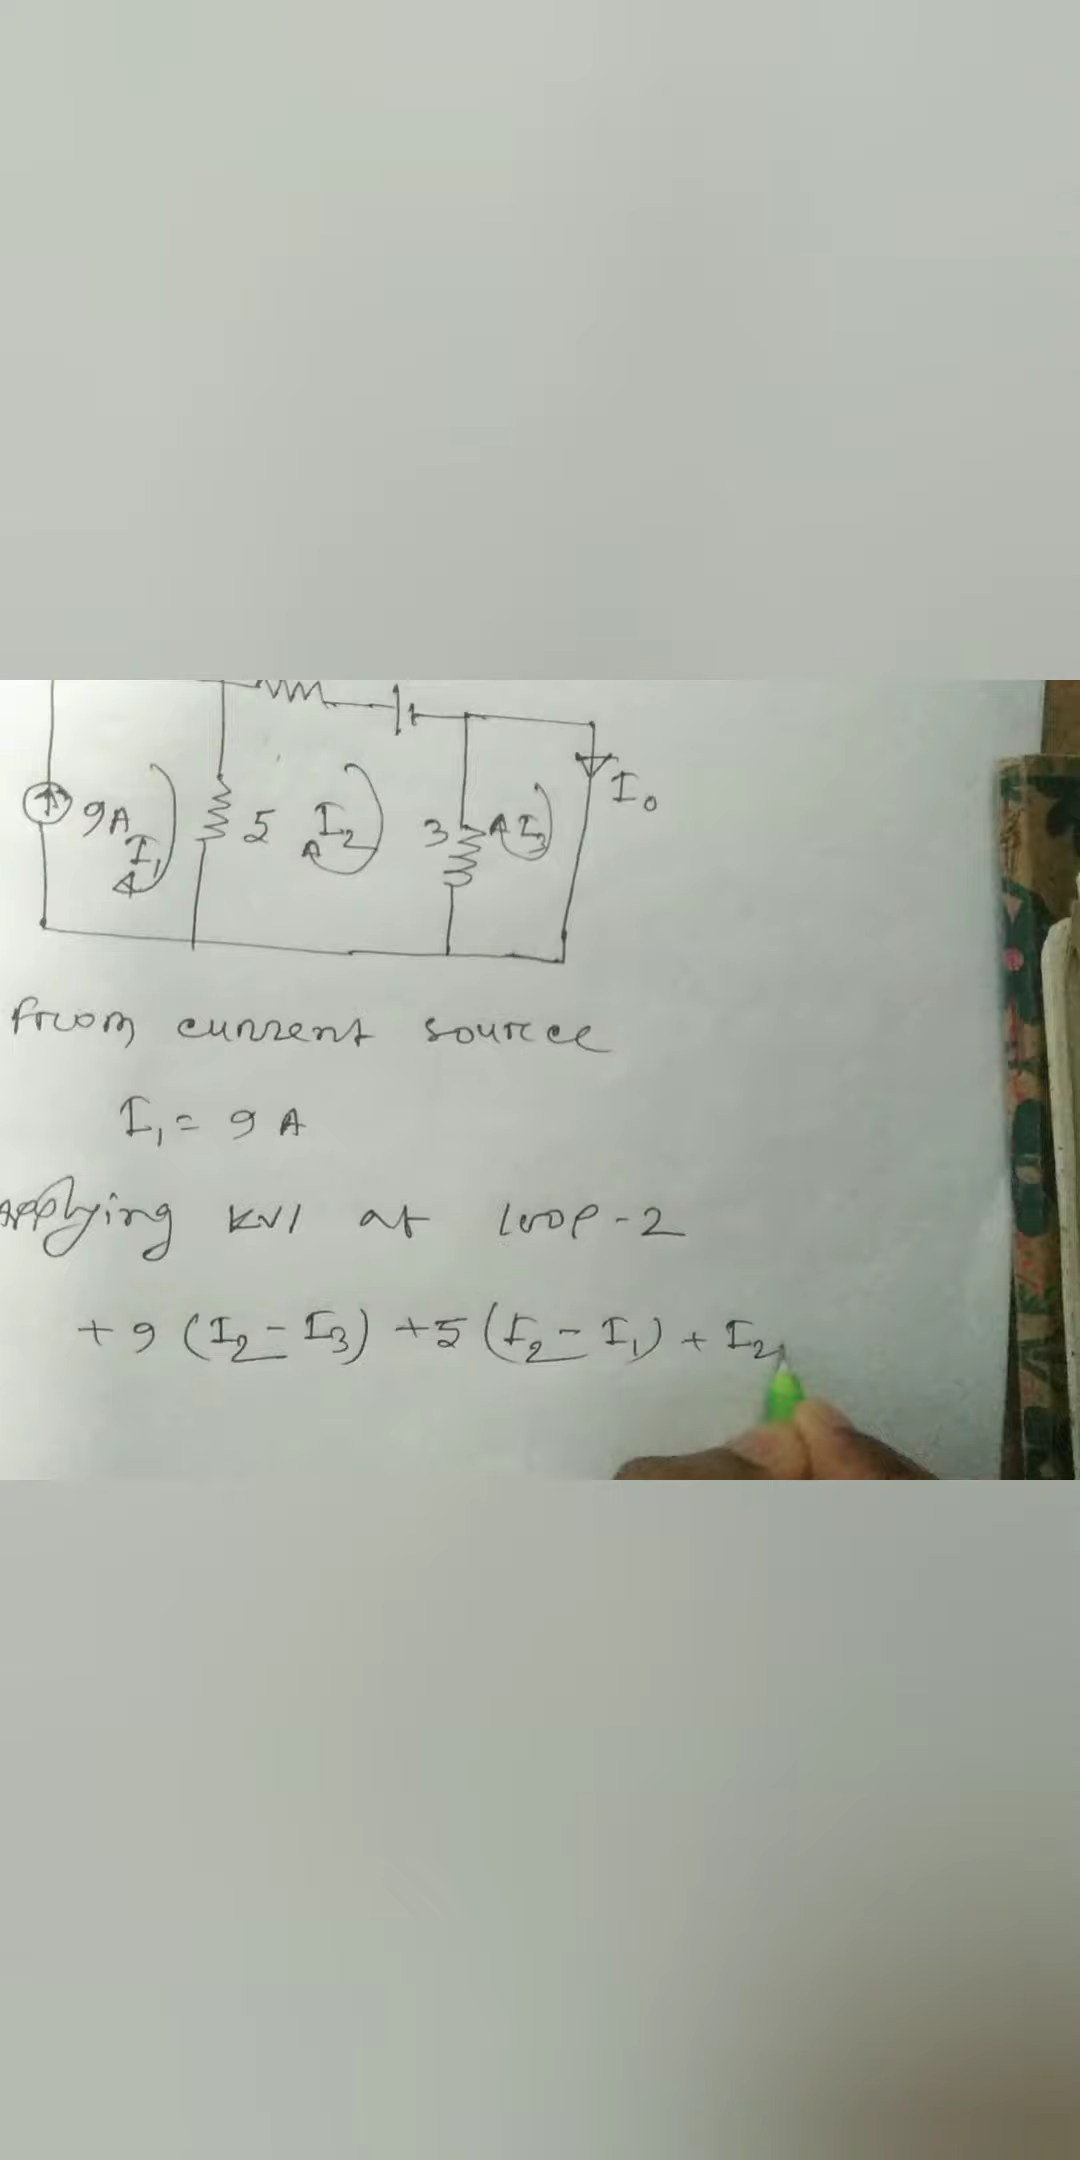 9A
I₁
5
I₂
3
I₃
I₀
From current source
I₁ = 9 A
Applying KVl at loop-2
+ 9 (I₂ - I₃) + 5 (I₂ - I₁) + I₂